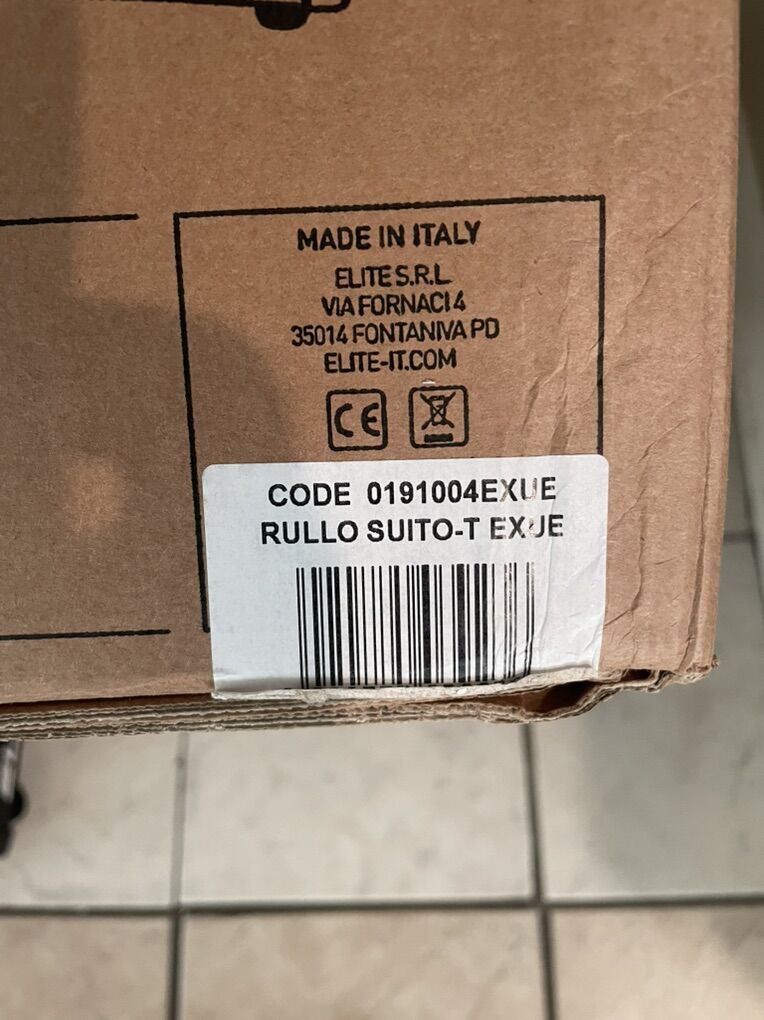 MADE IN ITALY
ELITE S.R.L.
VIA FORNACI 4
35014 FONTANIVA PD
ELITE-IT.COM
CE
CODE 0191004EXUE
RULLO SUITO-T EXUE